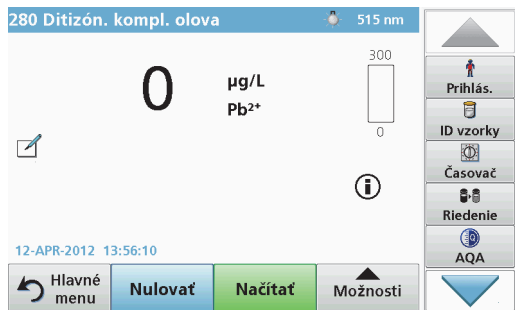 280 Ditizón. kompl. olova 515 nm
0
µg/L
Pb²⁺
300
0
12-APR-2012 13:56:10
Hlavné
menu
Nulovať
Načítať
Možnosti
Prihlás.
ID vzorky
Časovač
Riedenie
AQA